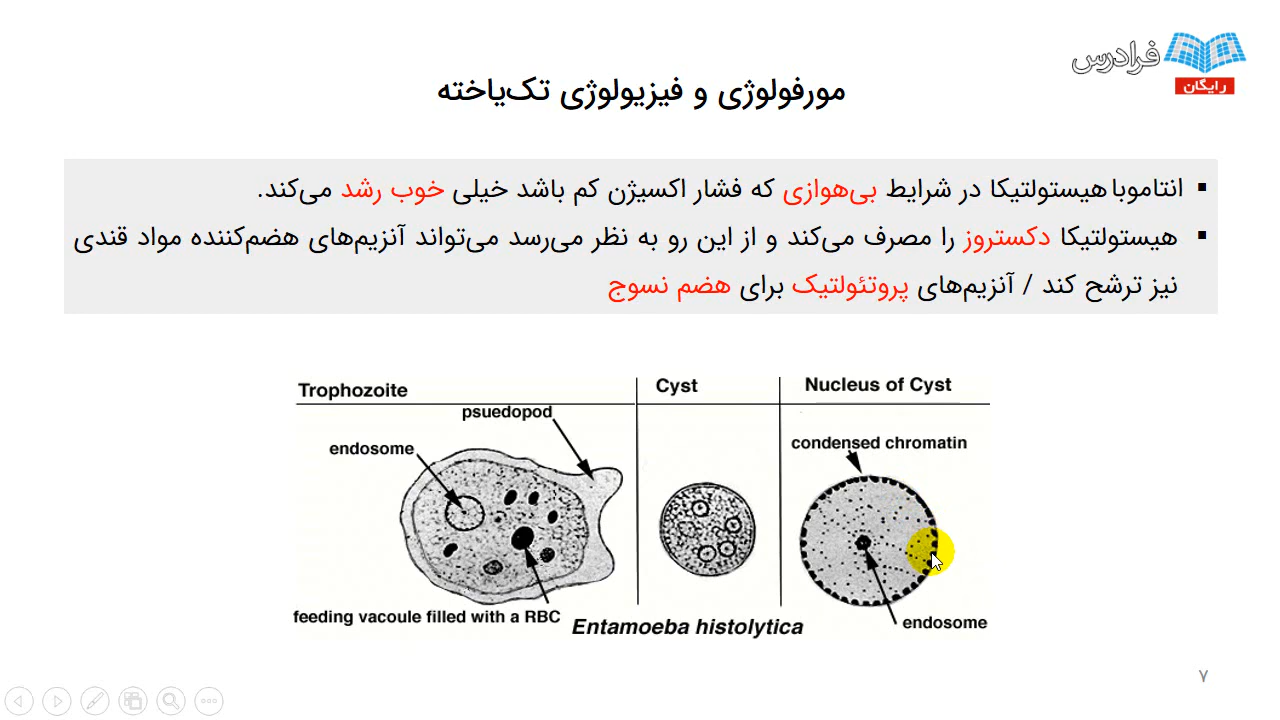 فرادرس
رایگان
مورفولوژی و فیزیولوژی تک‌یاخته
▪ انتاموبا هیستولتیکا در شرایط بی‌هوازی که فشار اکسیژن کم باشد خیلی خوب رشد می‌کند.
▪ هیستولتیکا دکستروز را مصرف می‌کند و از این رو به نظر می‌رسد می‌تواند آنزیم‌های هضم‌کننده مواد قندی
نیز ترشح کند / آنزیم‌های پروتئولتیک برای هضم نسوج
Trophozoite
Cyst
Nucleus of Cyst
psuedopod
endosome
condensed chromatin
feeding vacoule filled with a RBC
endosome
Entamoeba histolytica
۷